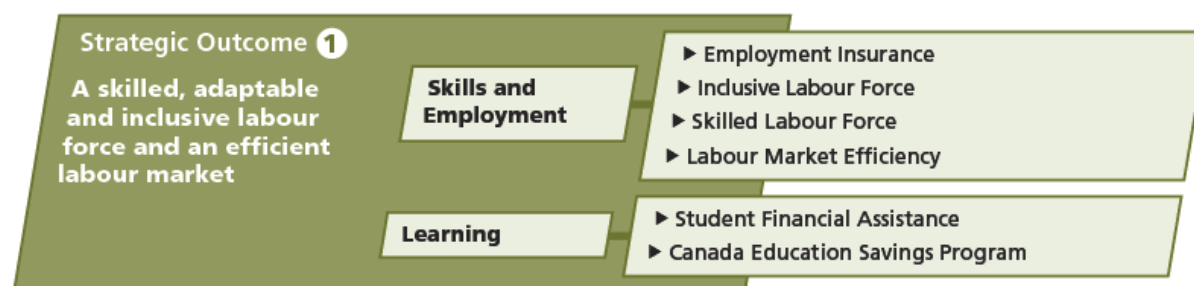 Strategic Outcome 1
A skilled, adaptable
and inclusive labour
force and an efficient
labour market
Skills and
Employment
▶ Employment Insurance
▶ Inclusive Labour Force
▶ Skilled Labour Force
▶ Labour Market Efficiency
Learning
▶ Student Financial Assistance
▶ Canada Education Savings Program